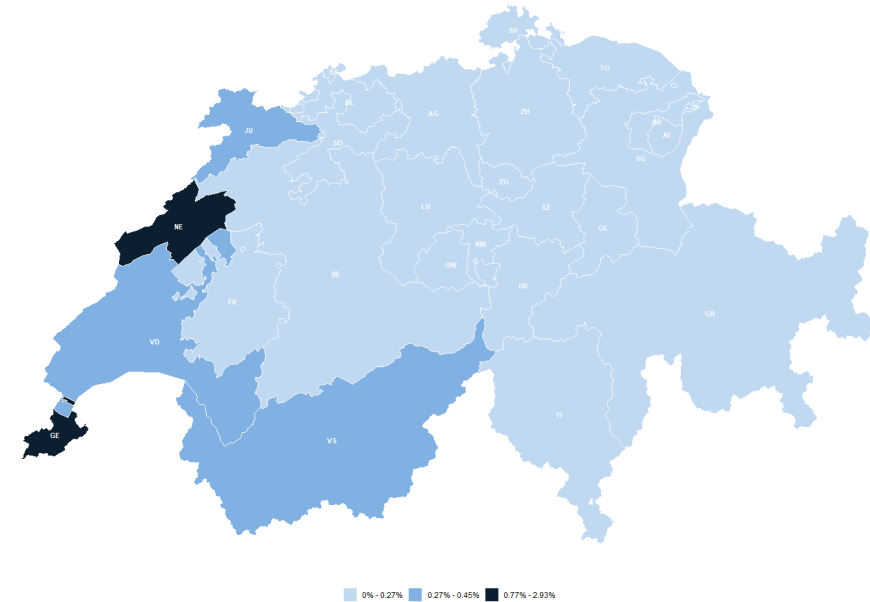 SH
TG
BS
BL
AG
ZH
JU
SO
AR
AI
SG
ZG
LU
SZ
NE
GL
NW
OW
BE
UR
FR
GR
VD
TI
GE
VS
0% - 0.27% 0.27% - 0.45% 0.77% - 2.93%